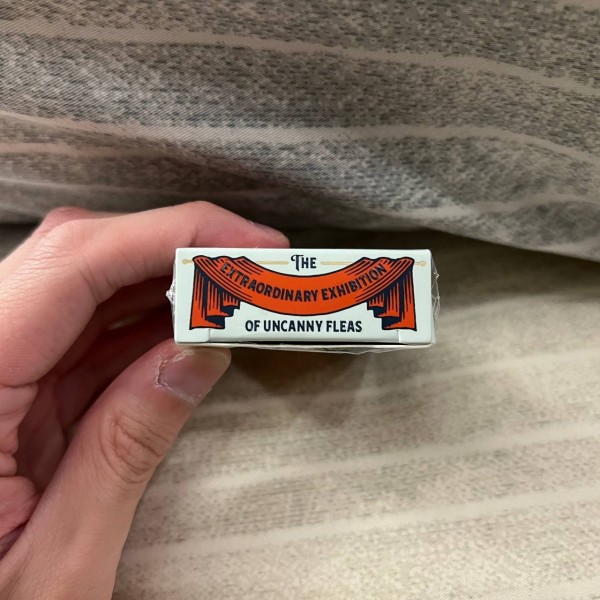 THE
EXTRAORDINARY EXHIBITION
OF UNCANNY FLEAS